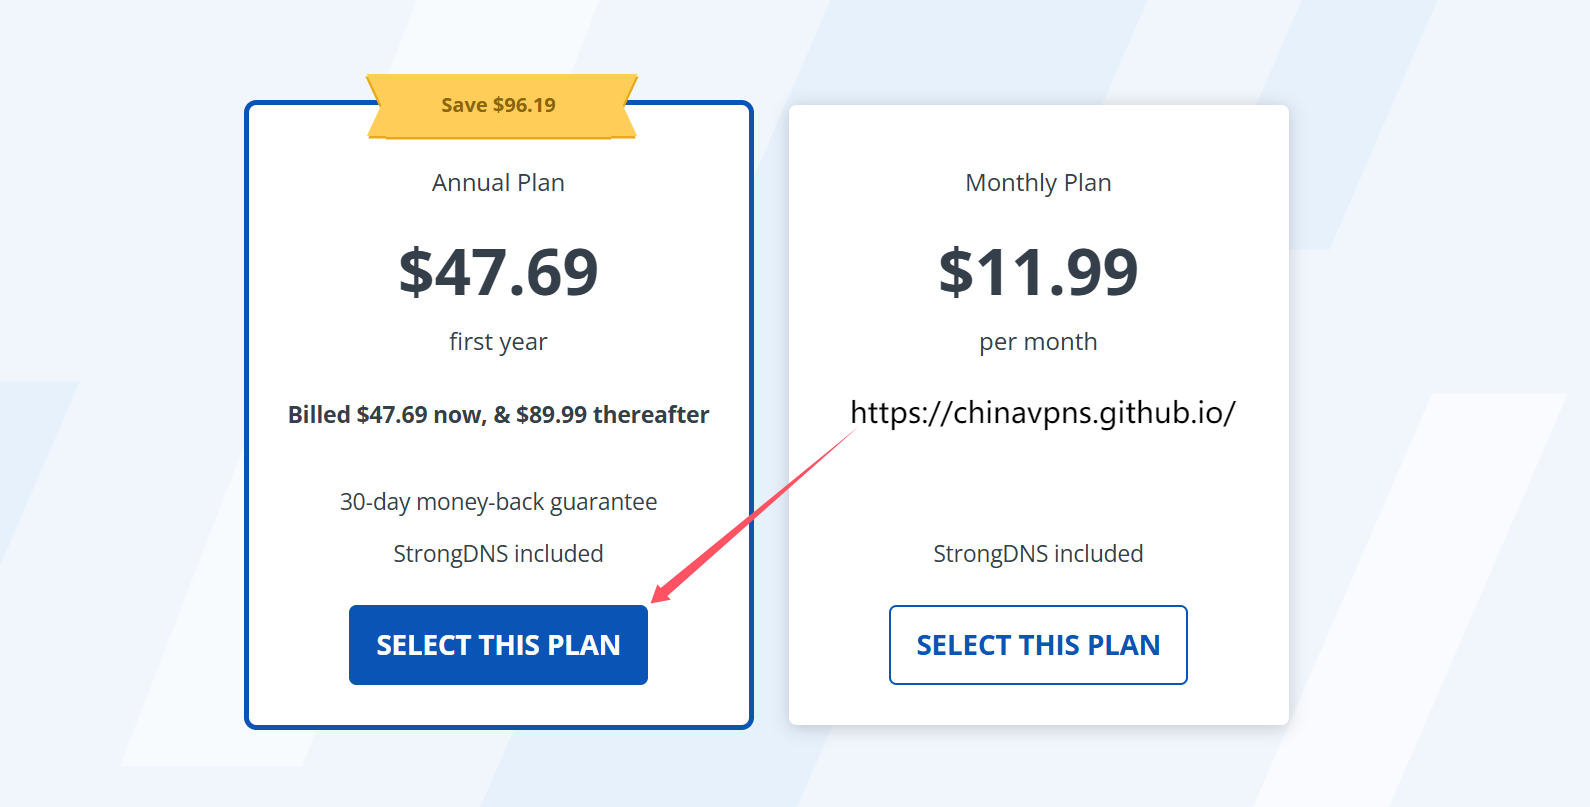 Save $96.19
Annual Plan
$47.69
first year
Billed $47.69 now, & $89.99 thereafter
30-day money-back guarantee
StrongDNS included
SELECT THIS PLAN
Monthly Plan
$11.99
per month
https://chinavpns.github.io/
StrongDNS included
SELECT THIS PLAN